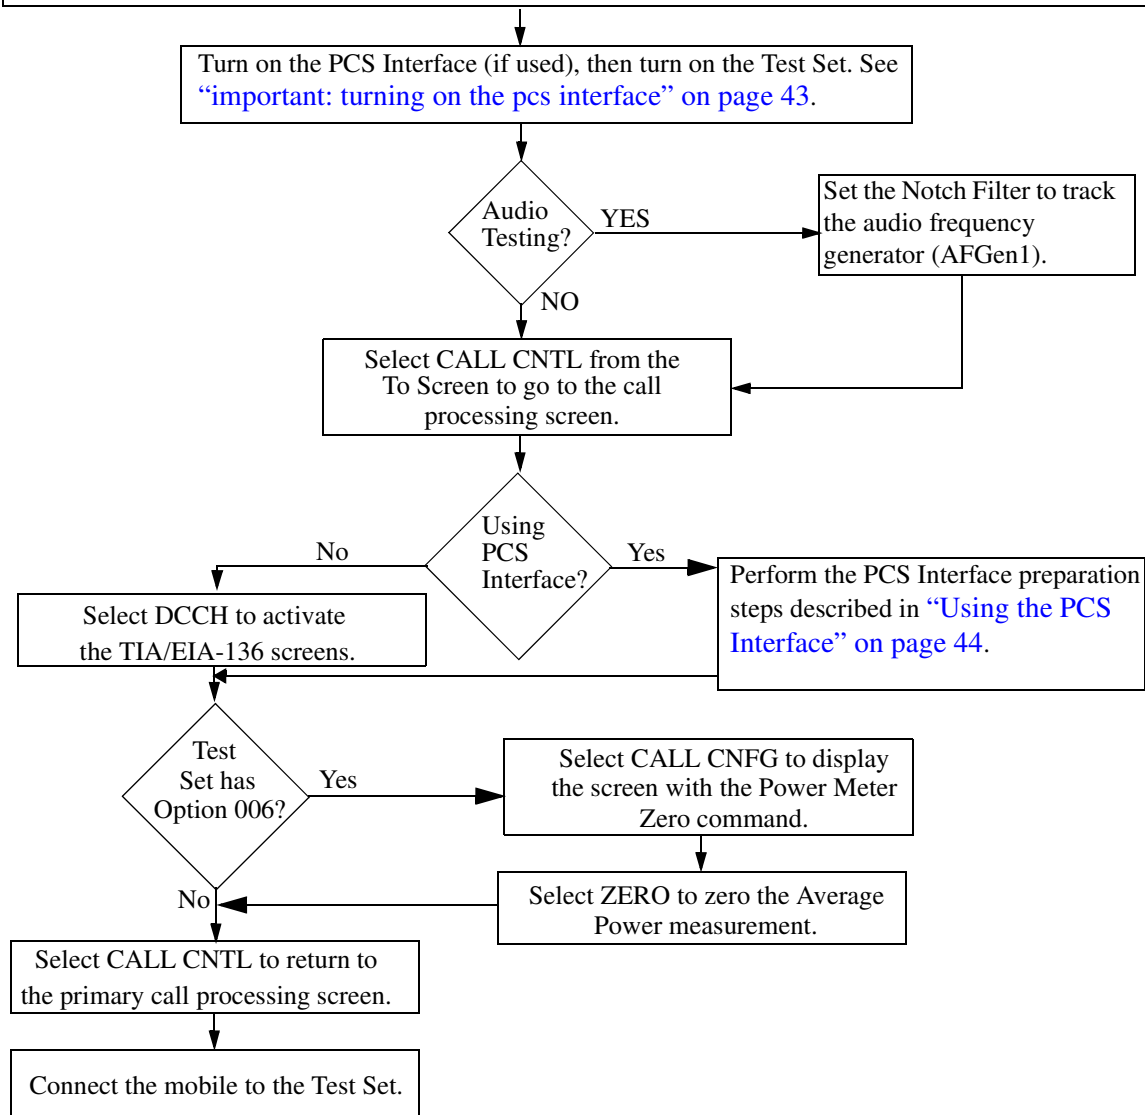 Turn on the PCS Interface (if used), then turn on the Test Set. See
“important: turning on the pcs interface” on page 43.
Audio
Testing?
YES
Set the Notch Filter to track
the audio frequency
generator (AFGen1).
NO
Select CALL CNTL from the
To Screen to go to the call
processing screen.
Using
PCS
Interface?
No
Yes
Perform the PCS Interface preparation
steps described in “Using the PCS
Interface” on page 44.
Select DCCH to activate
the TIA/EIA-136 screens.
Test
Set has
Option 006?
Yes
Select CALL CNFG to display
the screen with the Power Meter
Zero command.
No
Select ZERO to zero the Average
Power measurement.
Select CALL CNTL to return to
the primary call processing screen.
Connect the mobile to the Test Set.